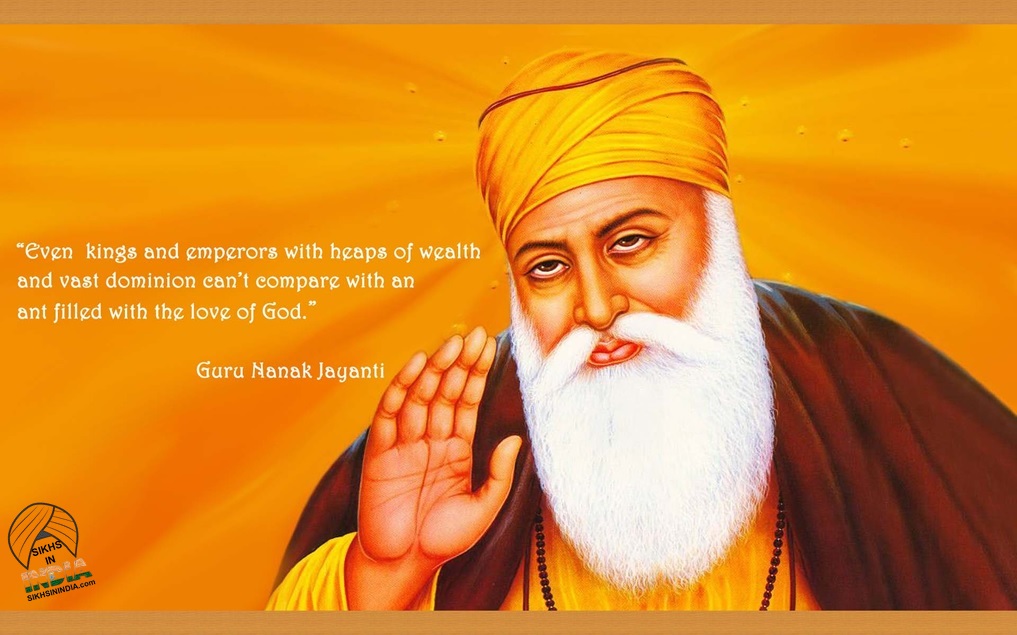 “Even kings and emperors with heaps of wealth
and vast dominion can’t compare with an
ant filled with the love of God.”
Guru Nanak Jayanti
SIKHS
IN
INDIA
SIKHSININDIA.com